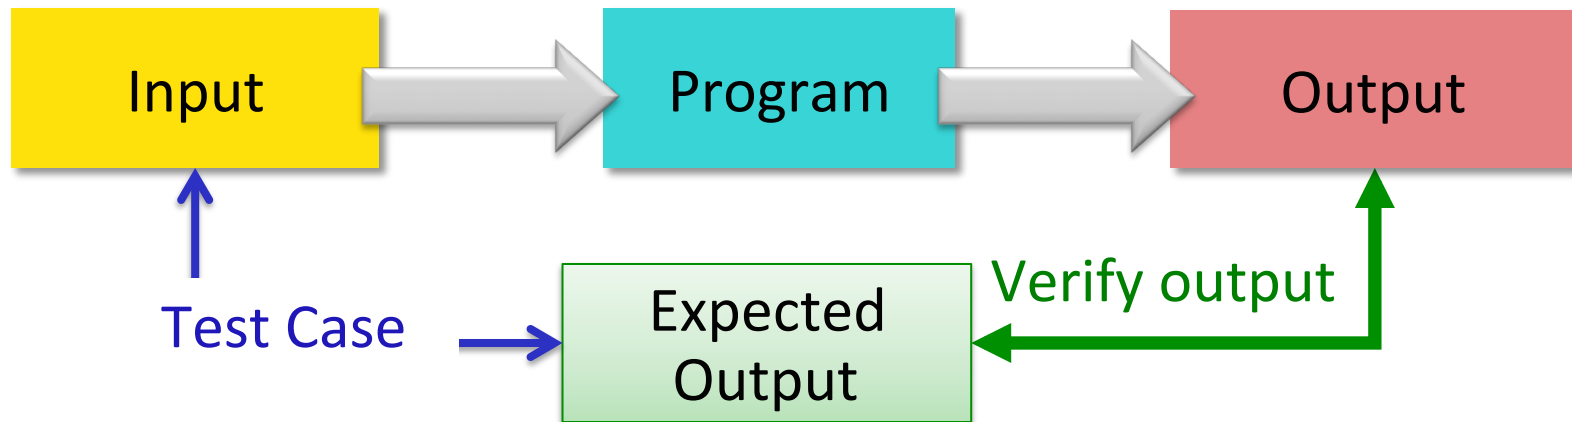 Input
Program
Output
Test Case
Expected
Output
Verify output